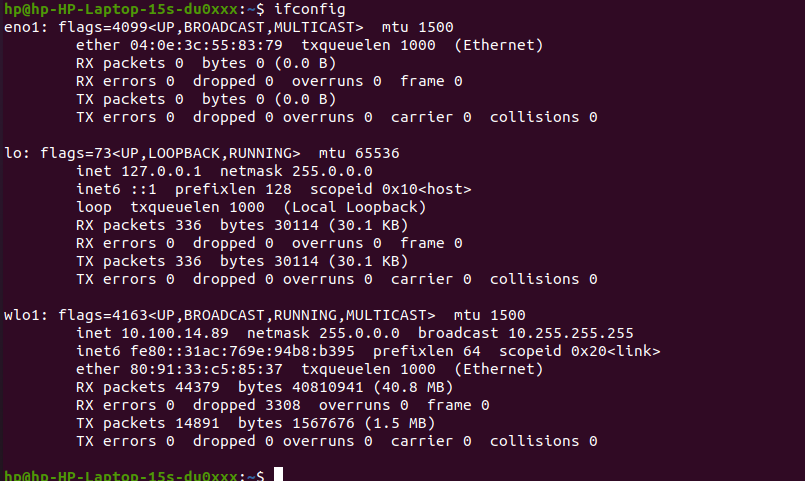 hp@hp-HP-Laptop-15s-du0xxx:~$ ifconfig
eno1: flags=4099<UP,BROADCAST,MULTICAST>  mtu 1500
        ether 04:0e:3c:55:83:79  txqueuelen 1000  (Ethernet)
        RX packets 0  bytes 0 (0.0 B)
        RX errors 0  dropped 0  overruns 0  frame 0
        TX packets 0  bytes 0 (0.0 B)
        TX errors 0  dropped 0 overruns 0  carrier 0  collisions 0
lo: flags=73<UP,LOOPBACK,RUNNING>  mtu 65536
        inet 127.0.0.1  netmask 255.0.0.0
        inet6 ::1  prefixlen 128  scopeid 0x10<host>
        loop  txqueuelen 1000  (Local Loopback)
        RX packets 336  bytes 30114 (30.1 KB)
        RX errors 0  dropped 0  overruns 0  frame 0
        TX packets 336  bytes 30114 (30.1 KB)
        TX errors 0  dropped 0 overruns 0  carrier 0  collisions 0
wlo1: flags=4163<UP,BROADCAST,RUNNING,MULTICAST>  mtu 1500
        inet 10.100.14.89  netmask 255.0.0.0  broadcast 10.255.255.255
        inet6 fe80::31ac:769e:94b8:b395  prefixlen 64  scopeid 0x20<link>
        ether 80:91:33:c5:85:37  txqueuelen 1000  (Ethernet)
        RX packets 44379  bytes 40810941 (40.8 MB)
        RX errors 0  dropped 3308  overruns 0  frame 0
        TX packets 14891  bytes 1567676 (1.5 MB)
        TX errors 0  dropped 0 overruns 0  carrier 0  collisions 0
hp@hp-HP-Laptop-15s-du0xxx:~$